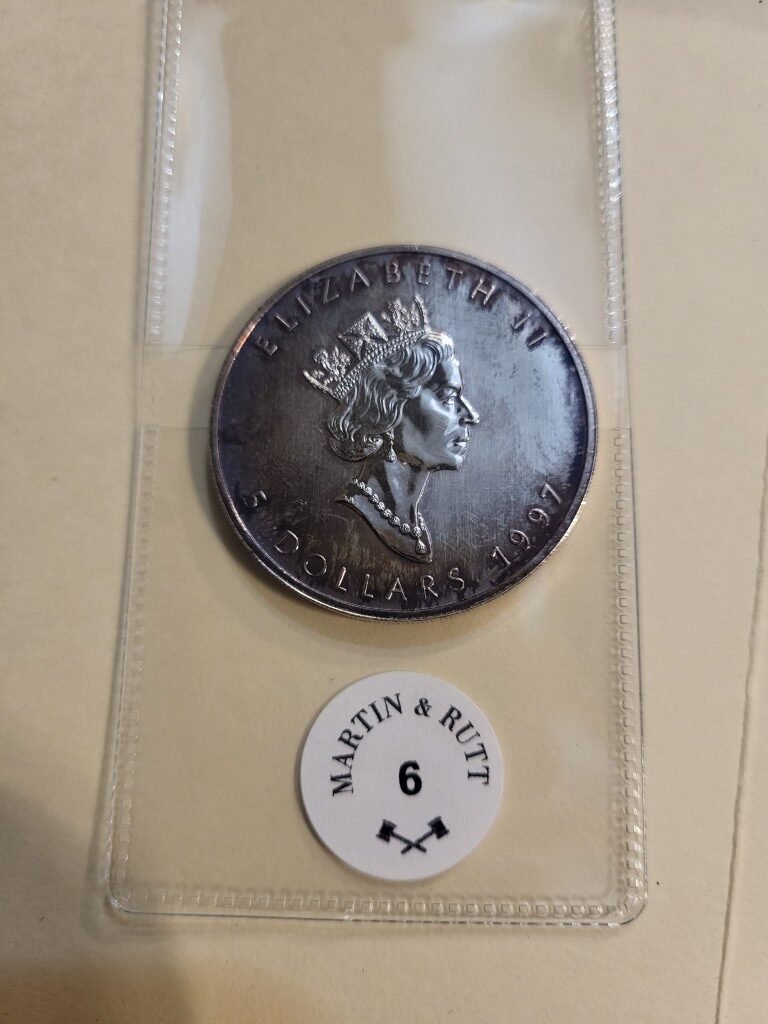 ELIZABETH II
5 DOLLARS 1997
MARTIN & RUTT
6